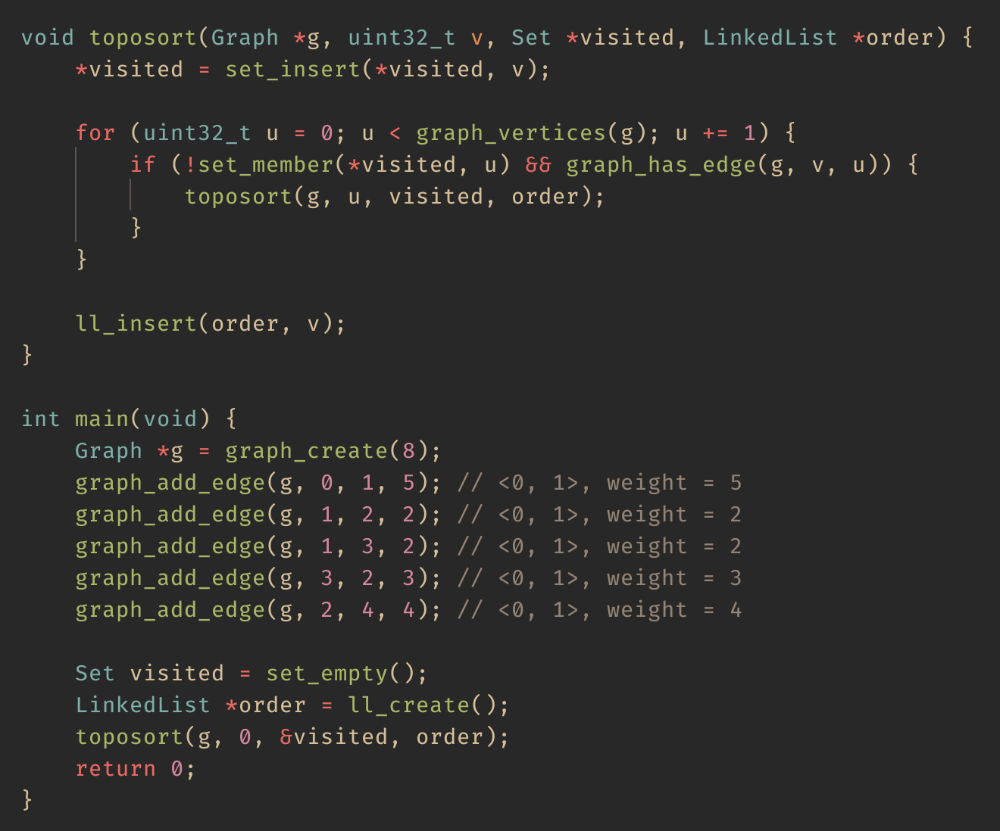 void toposort(Graph *g, uint32_t v, Set *visited, LinkedList *order) {
    *visited = set_insert(*visited, v);

    for (uint32_t u = 0; u < graph_vertices(g); u += 1) {
        if (!set_member(*visited, u) && graph_has_edge(g, v, u)) {
            toposort(g, u, visited, order);
        }
    }

    ll_insert(order, v);
}

int main(void) {
    Graph *g = graph_create(8);
    graph_add_edge(g, 0, 1, 5); // <0, 1>, weight = 5
    graph_add_edge(g, 1, 2, 2); // <0, 1>, weight = 2
    graph_add_edge(g, 1, 3, 2); // <0, 1>, weight = 2
    graph_add_edge(g, 3, 2, 3); // <0, 1>, weight = 3
    graph_add_edge(g, 2, 4, 4); // <0, 1>, weight = 4

    Set visited = set_empty();
    LinkedList *order = ll_create();
    toposort(g, 0, &visited, order);
    return 0;
}